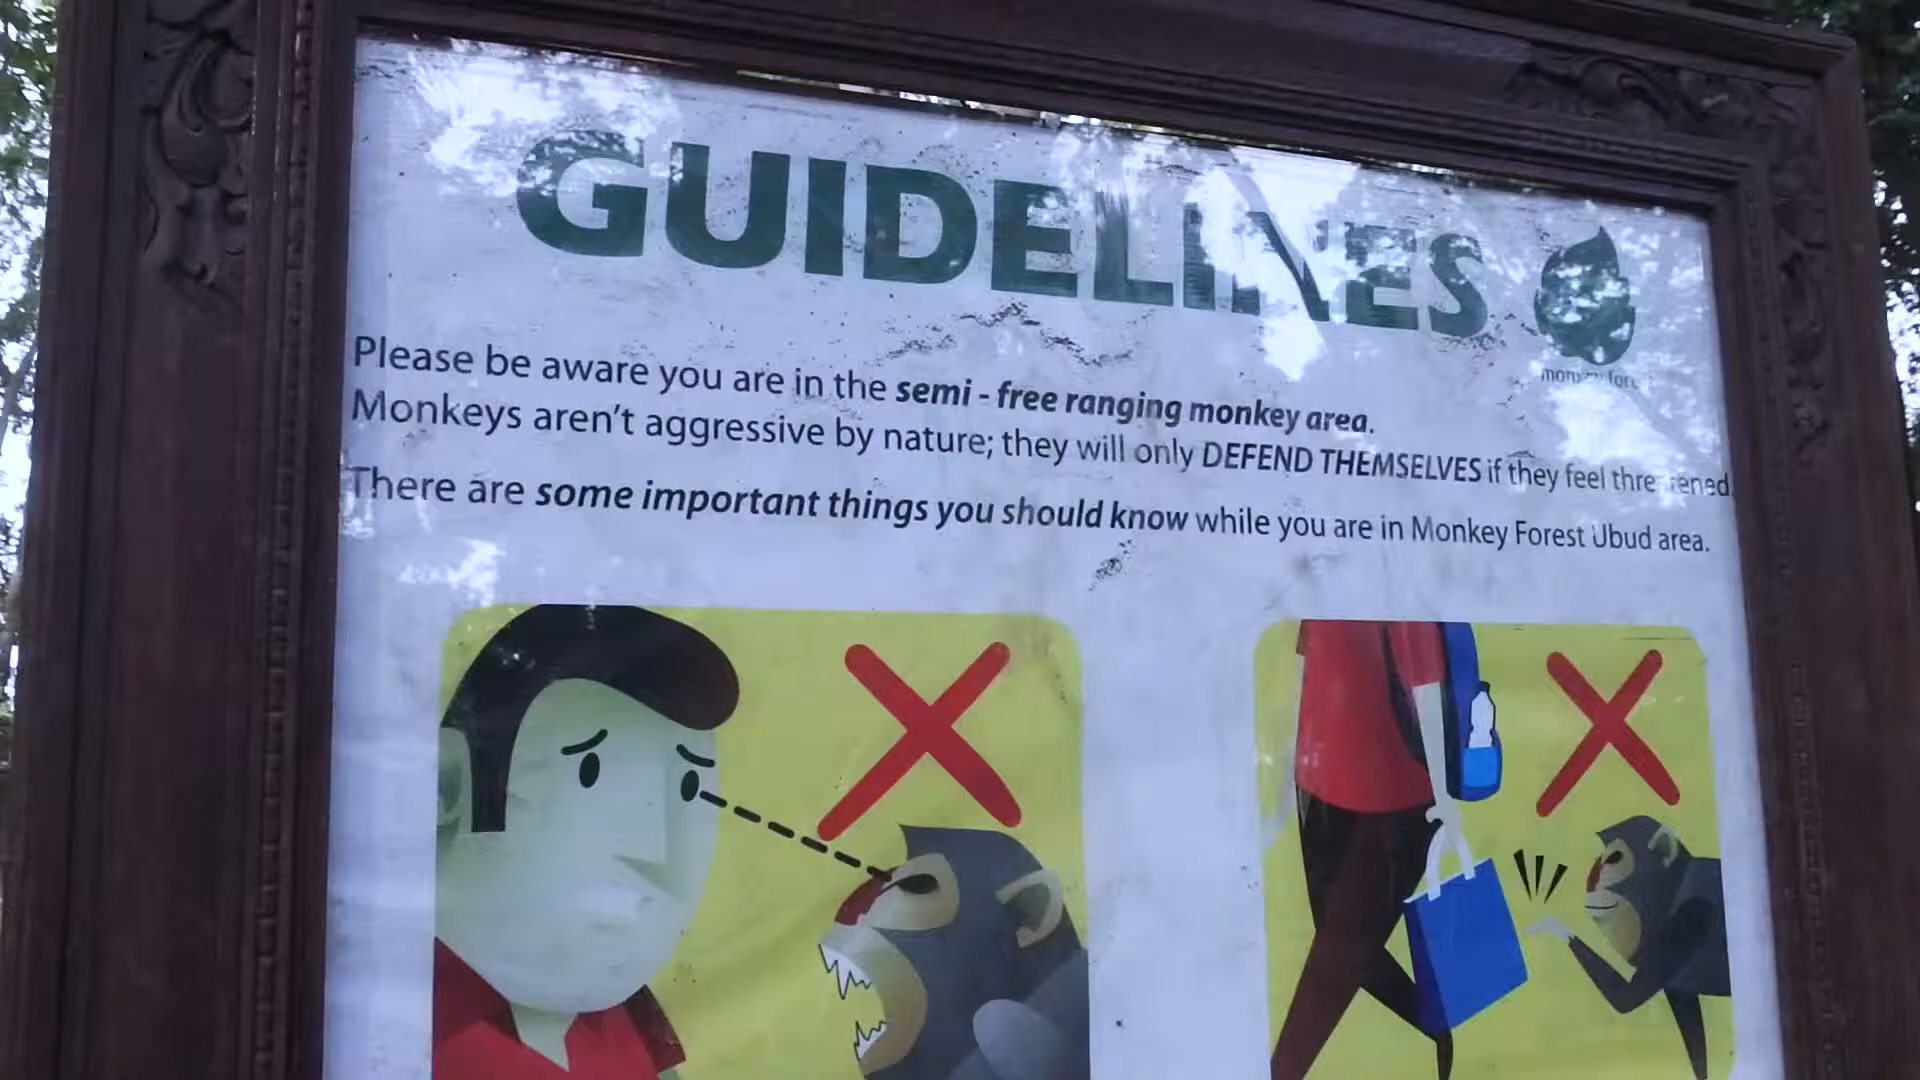 GUIDELINES
Please be aware you are in the semi - free ranging monkey area.
Monkeys aren't aggressive by nature; they will only DEFEND THEMSELVES if they feel
There are some important things you should know while you are in Monkey Forest Ubud area.